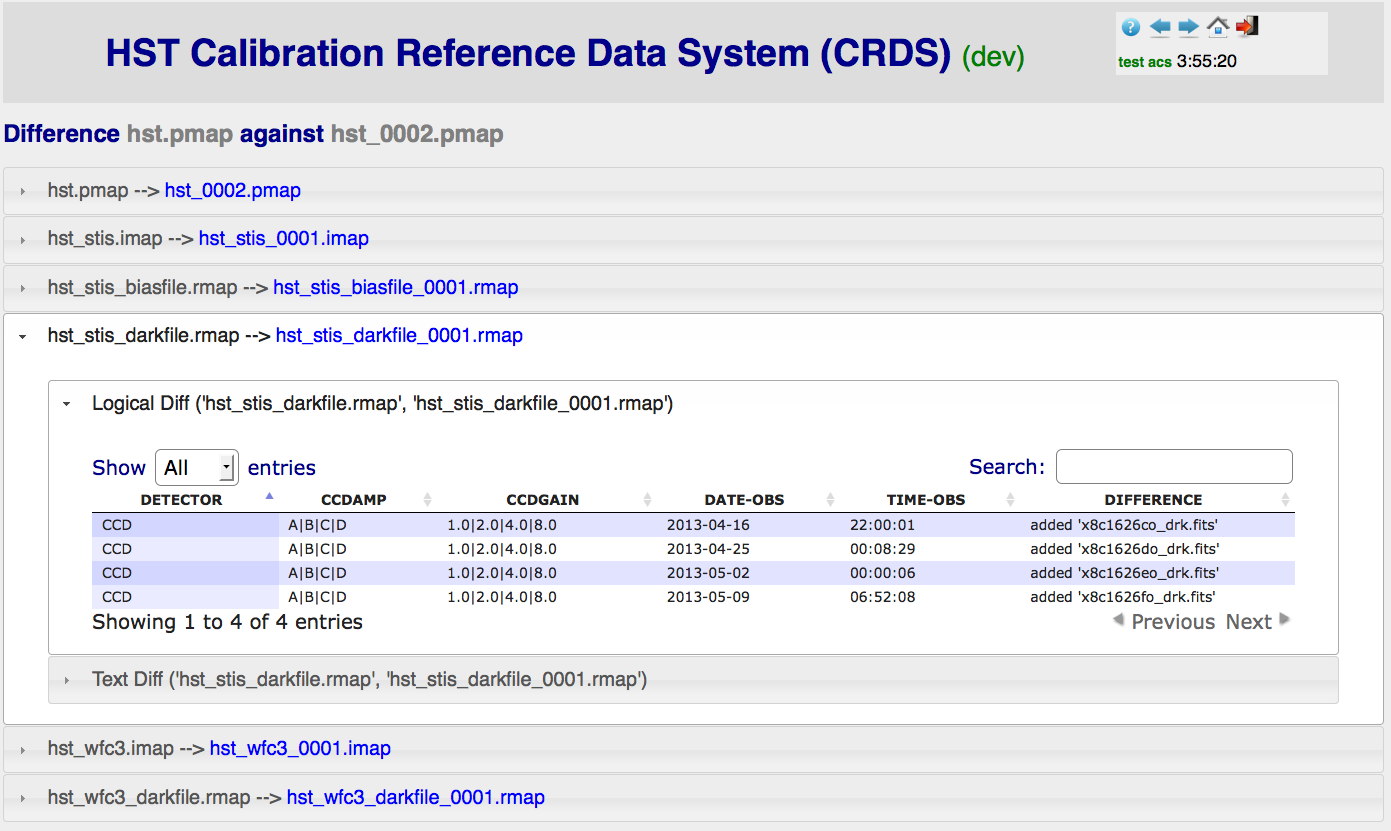 HST Calibration Reference Data System (CRDS) (dev)
?
test acs 3:55:20
Difference hst.pmap against hst_0002.pmap
hst.pmap --> hst_0002.pmap
hst_stis.imap --> hst_stis_0001.imap
hst_stis_biasfile.rmap --> hst_stis_biasfile_0001.rmap
hst_stis_darkfile.rmap --> hst_stis_darkfile_0001.rmap
Logical Diff ('hst_stis_darkfile.rmap', 'hst_stis_darkfile_0001.rmap')
Show All entries Search:
DETECTOR CCDAMP CCDGAIN DATE-OBS TIME-OBS DIFFERENCE
CCD A|B|C|D 1.0|2.0|4.0|8.0 2013-04-16 22:00:01 added 'x8c1626co_drk.fits'
CCD A|B|C|D 1.0|2.0|4.0|8.0 2013-04-25 00:08:29 added 'x8c1626do_drk.fits'
CCD A|B|C|D 1.0|2.0|4.0|8.0 2013-05-02 00:00:06 added 'x8c1626eo_drk.fits'
CCD A|B|C|D 1.0|2.0|4.0|8.0 2013-05-09 06:52:08 added 'x8c1626fo_drk.fits'
Showing 1 to 4 of 4 entries Previous Next
Text Diff ('hst_stis_darkfile.rmap', 'hst_stis_darkfile_0001.rmap')
hst_wfc3.imap --> hst_wfc3_0001.imap
hst_wfc3_darkfile.rmap --> hst_wfc3_darkfile_0001.rmap